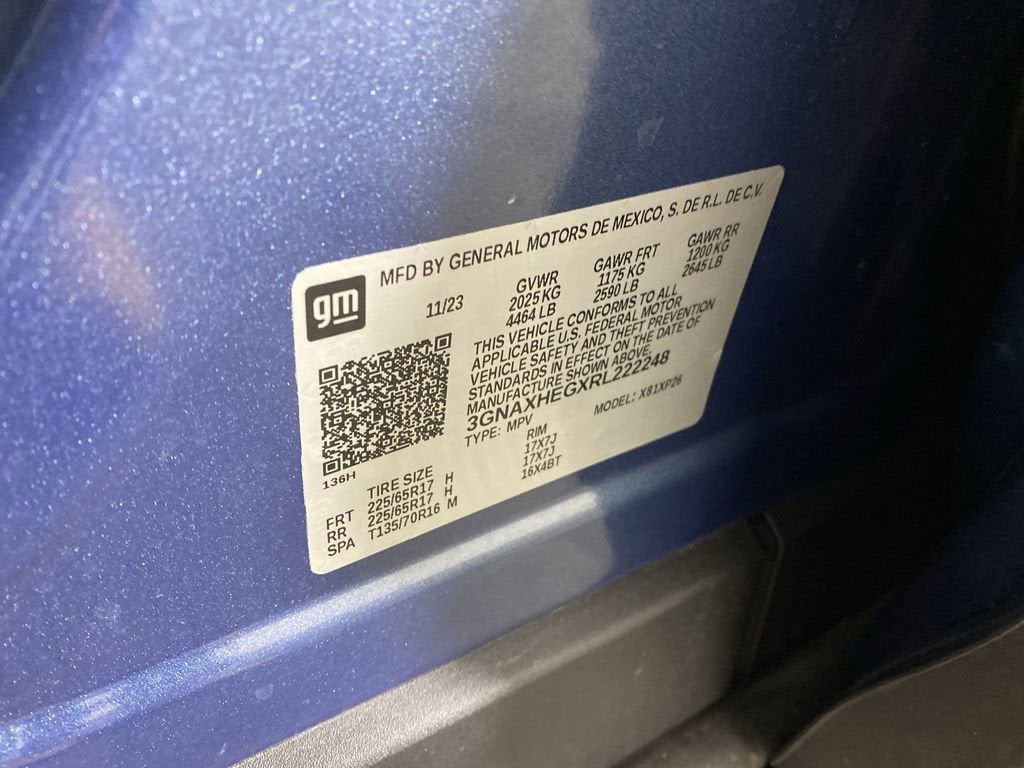 gm
MFD BY GENERAL MOTORS DE MEXICO, S. DE R.L. DE C.V.
11/23 GVWR GAWR FRT GAWR RR
2025 KG 1175 KG 1200 KG
4464 LB 2590 LB 2645 LB
THIS VEHICLE CONFORMS TO ALL
APPLICABLE U.S. FEDERAL MOTOR
VEHICLE SAFETY AND THEFT PREVENTION
STANDARDS IN EFFECT ON THE DATE OF
MANUFACTURE SHOWN ABOVE.
3GNAXHEGXRL222248
TYPE: MPV MODEL: X81XP26
136H
TIRE SIZE RIM
FRT 225/65R17 H 17X7J
RR 225/65R17 H 17X7J
SPA T135/70R16 M 16X4BT